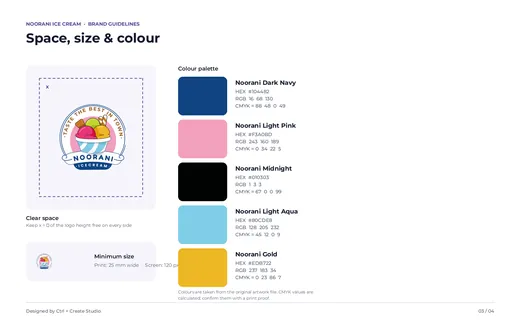 NOORANI ICE CREAM · BRAND GUIDELINES
Space, size & colour
x
TASTE THE BEST IN TOWN
NOORANI
ICECREAM
Clear space
Keep x = of the logo height free on every side
Minimum size
Print: 25 mm wide · Screen: 120 px
Colour palette
Noorani Dark Navy
HEX #104482
RGB 16 68 130
CMYK ≈ 88 48 0 49
Noorani Light Pink
HEX #F3A0BD
RGB 243 160 189
CMYK ≈ 0 34 22 5
Noorani Midnight
HEX #010303
RGB 1 3 3
CMYK ≈ 67 0 0 99
Noorani Light Aqua
HEX #80CDE8
RGB 128 205 232
CMYK ≈ 45 12 0 9
Noorani Gold
HEX #EDB722
RGB 237 183 34
CMYK ≈ 0 23 86 7
Colours are taken from the original artwork file. CMYK values are
calculated; confirm them with a print proof.
Designed by Ctrl + Create Studio
03 / 04